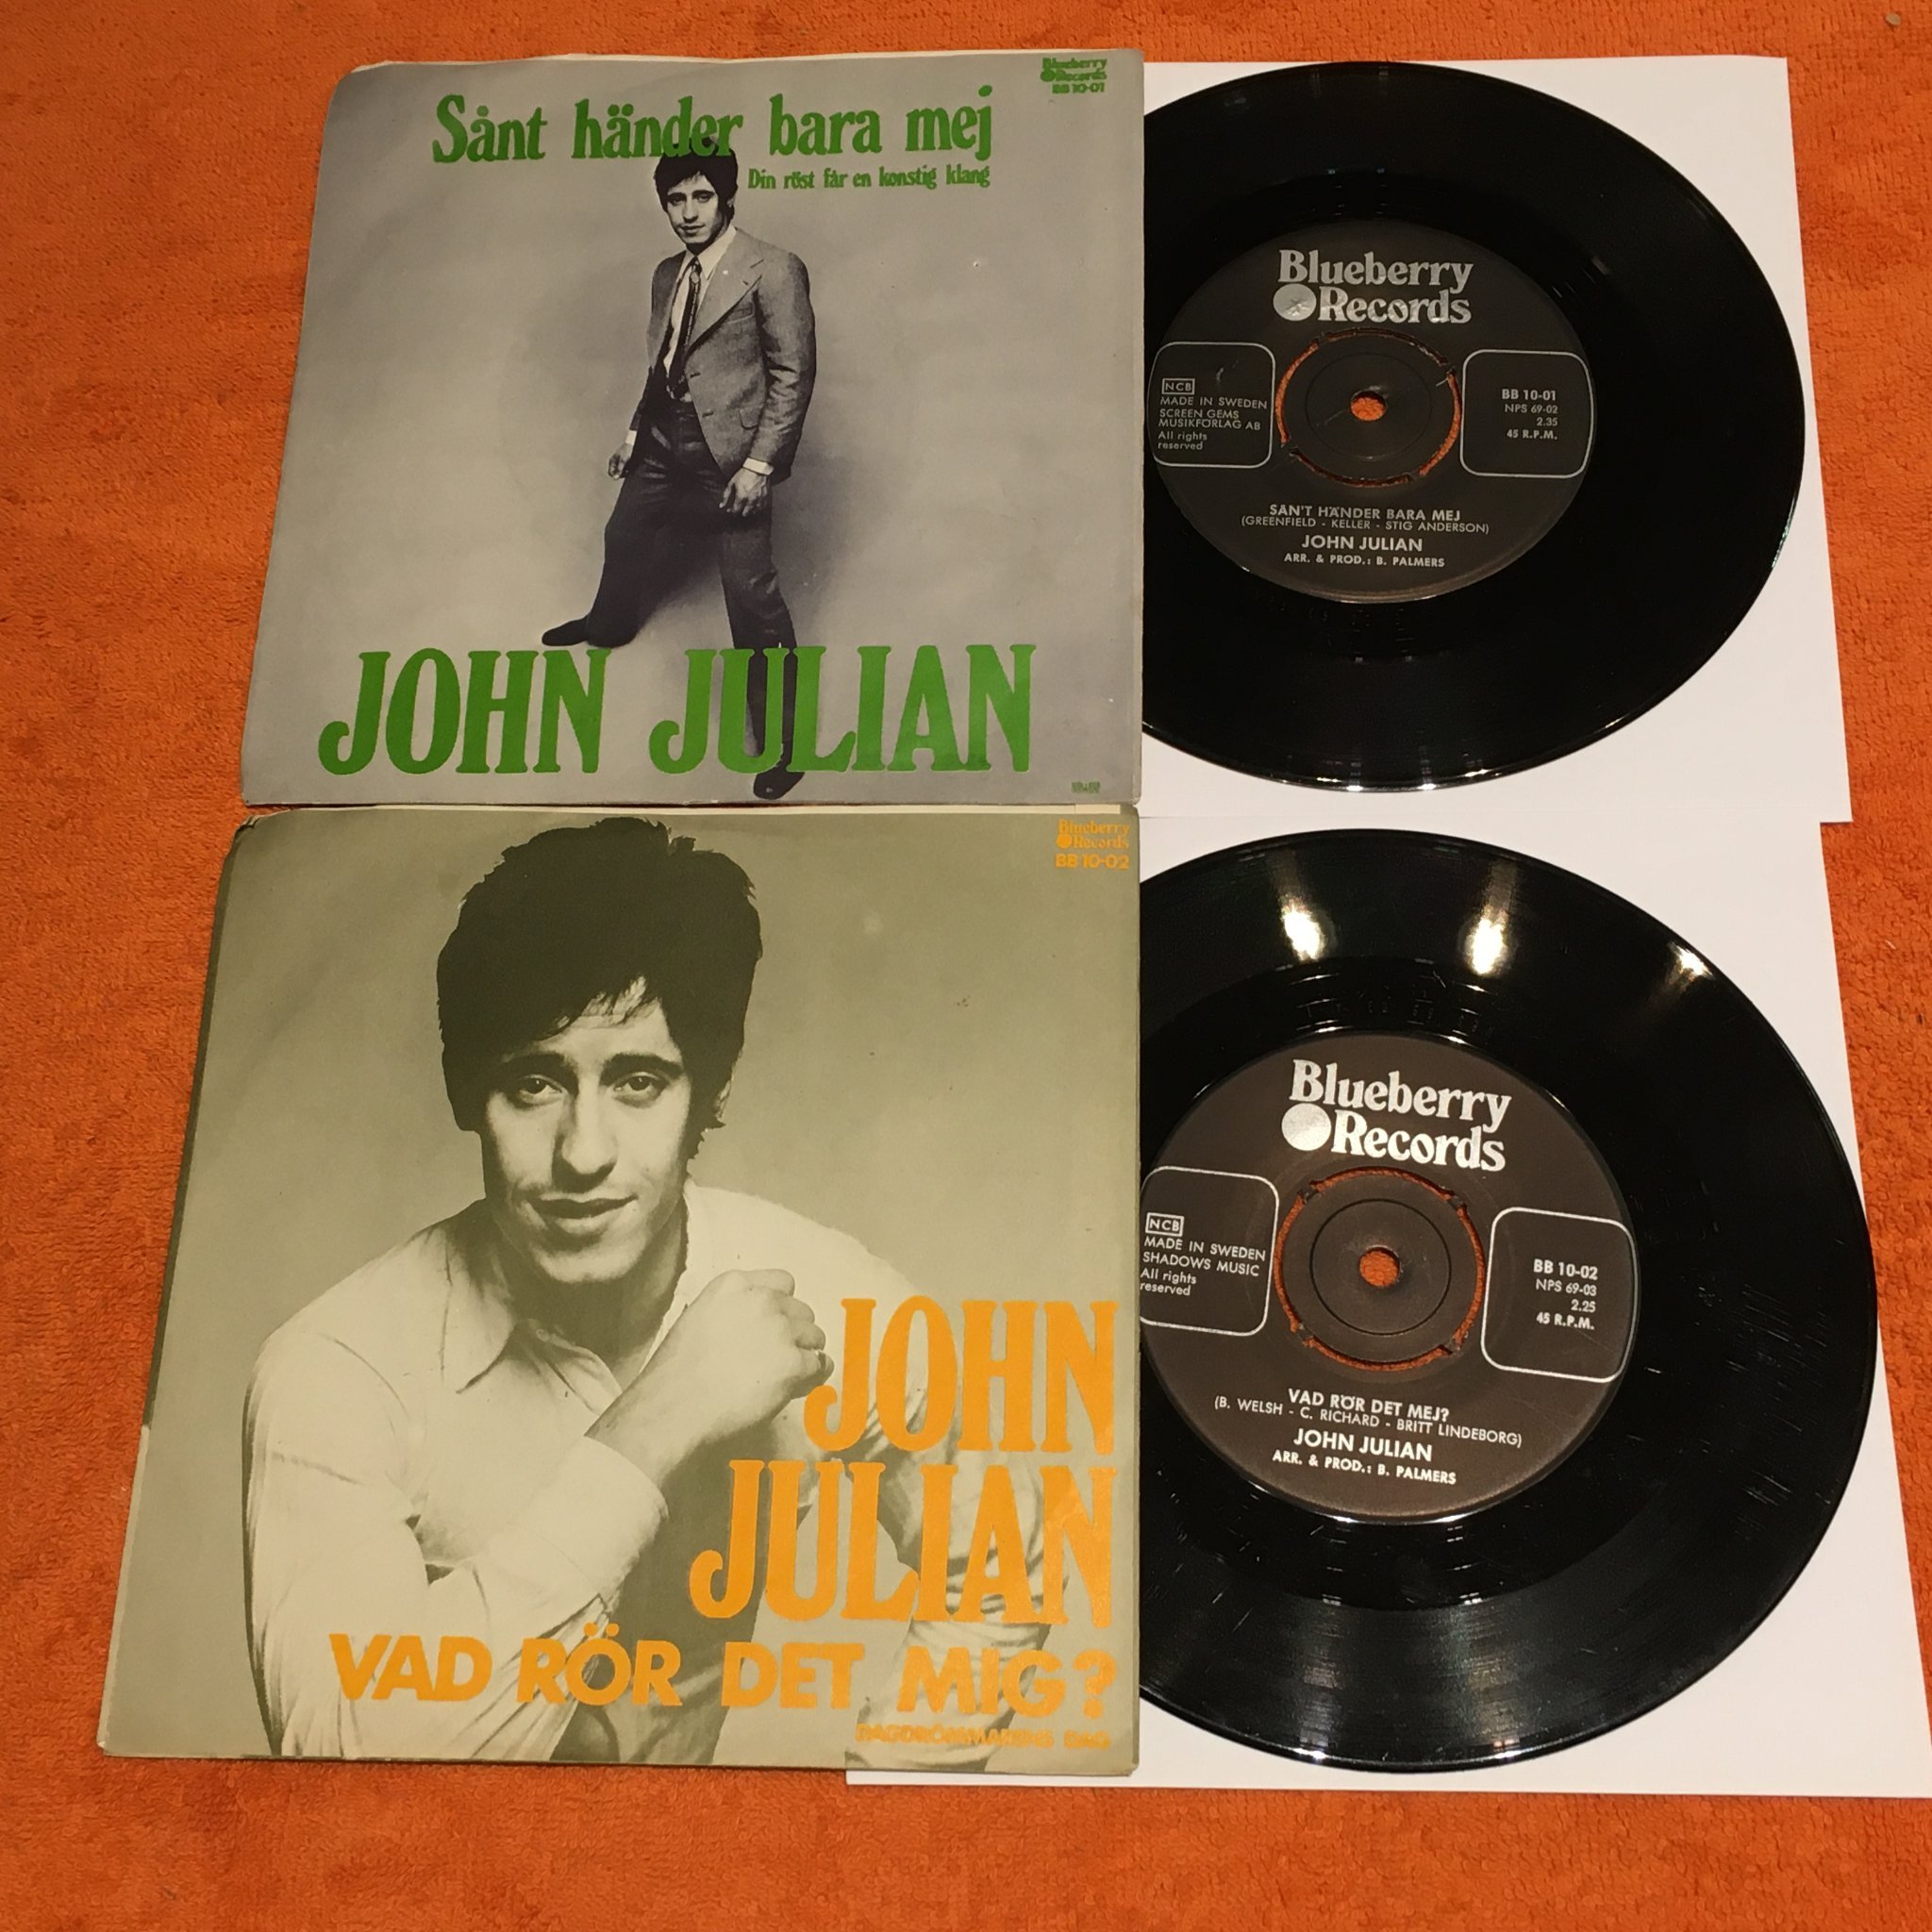 Blueberry
Records
BB 10-01
Sånt händer bara mej
Din röst får en konstig klang
JOHN JULIAN
Blueberry
Records
NCB
MADE IN SWEDEN
SCREEN GEMS
MUSIKFÖRLAG AB
All rights
reserved
BB 10-01
NPS 69-02
2.35
45 R.P.M.
SÅN'T HÄNDER BARA MEJ
(GREENFIELD - KELLER - STIG ANDERSON)
JOHN JULIAN
ARR. & PROD.: B. PALMERS
Blueberry
Records
BB 10-02
JOHN
JULIAN
VAD RÖR DET MIG?
DAGDRÖMMARENS DAG
Blueberry
Records
NCB
MADE IN SWEDEN
SHADOWS MUSIC
All rights
reserved
BB 10-02
NPS 69-03
2.25
45 R.P.M.
VAD RÖR DET MEJ?
(B. WELSH - C. RICHARD - BRITT LINDEBORG)
JOHN JULIAN
ARR. & PROD.: B. PALMERS